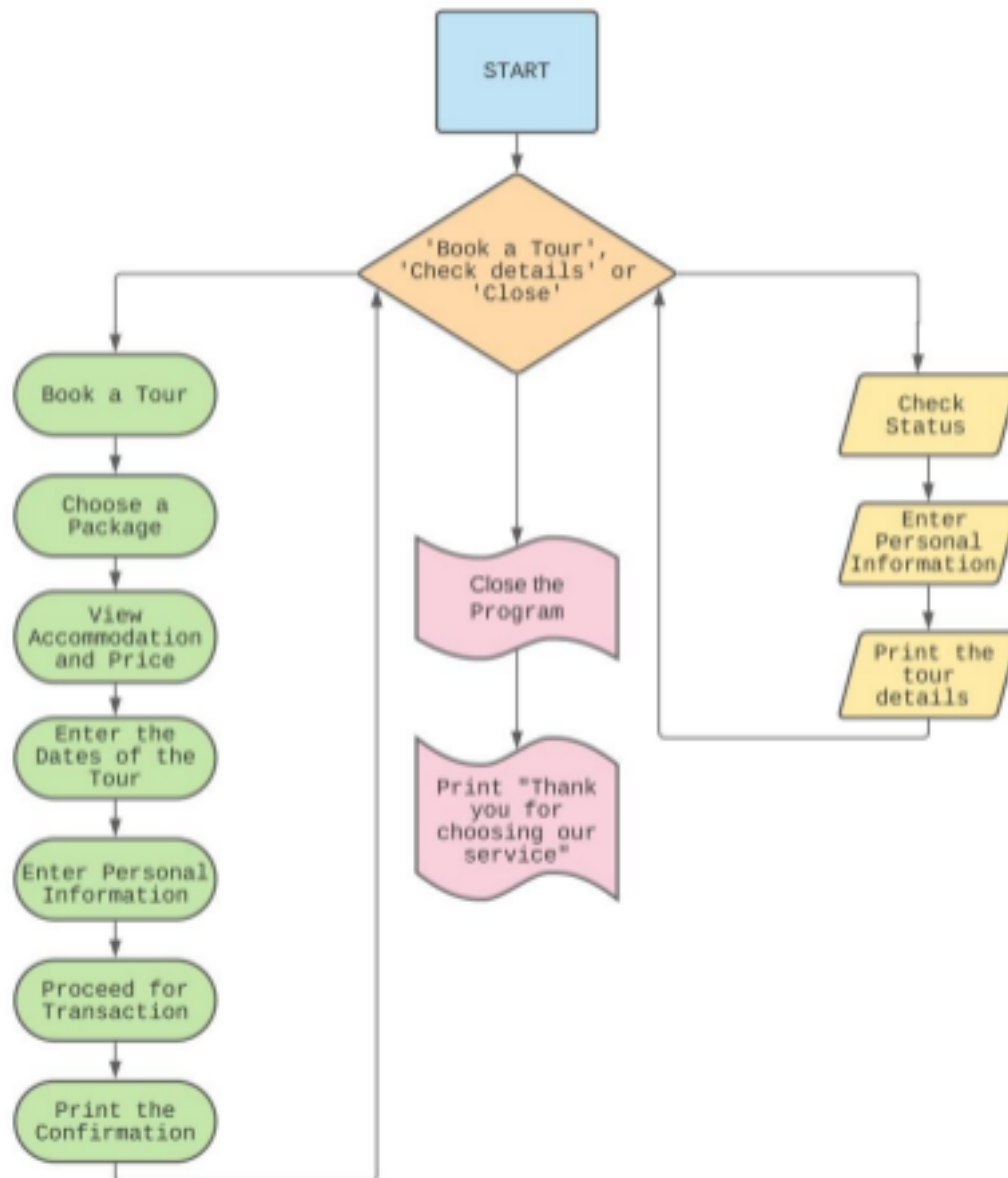 START
'Book a Tour',
'Check details' or
'Close'
Book a Tour
Choose a
Package
View
Accommodation
and Price
Enter the
Dates of the
Tour
Enter Personal
Information
Proceed for
Transaction
Print the
Confirmation
Close the
Program
Print "Thank
you for
choosing our
service"
Check
Status
Enter
Personal
Information
Print the
tour
details